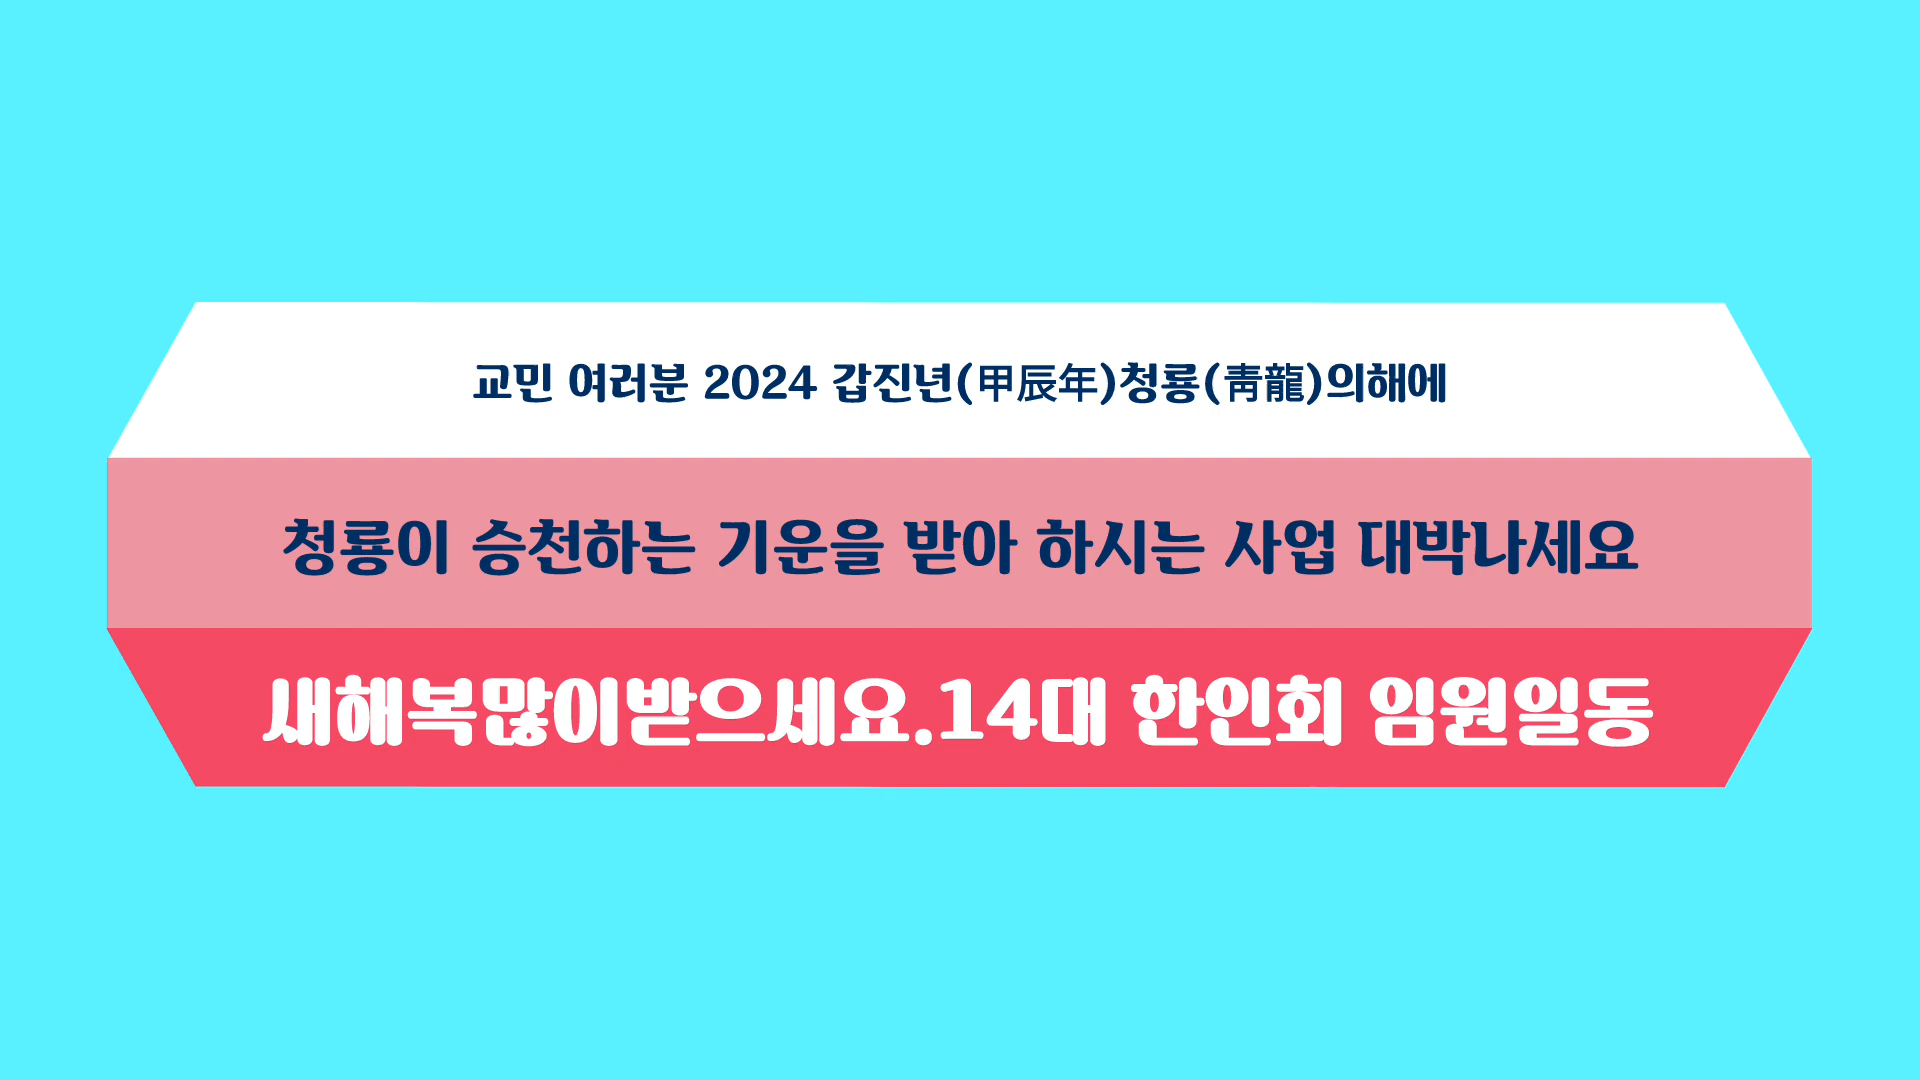 교민 여러분 2024 갑진년(甲辰年)청룡(靑龍)의해에
청룡이 승천하는 기운을 받아 하시는 사업 대박나세요
새해복많이받으세요.14대 한인회 임원일동